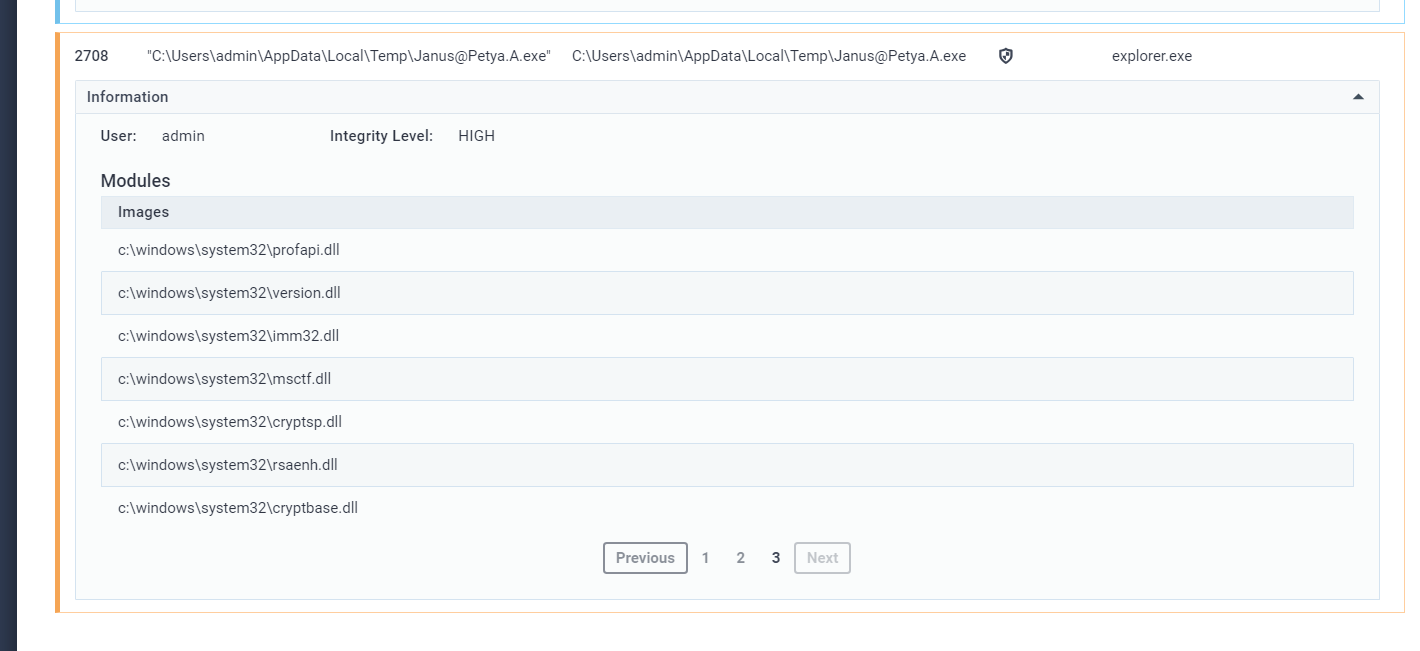 2708 "C:\Users\admin\AppData\Local\Temp\Janus@Petya.A.exe" C:\Users\admin\AppData\Local\Temp\Janus@Petya.A.exe explorer.exe
Information
User: admin Integrity Level: HIGH
Modules
Images
c:\windows\system32\profapi.dll
c:\windows\system32\version.dll
c:\windows\system32\imm32.dll
c:\windows\system32\msctf.dll
c:\windows\system32\cryptsp.dll
c:\windows\system32\rsaenh.dll
c:\windows\system32\cryptbase.dll
Previous 1 2 3 Next